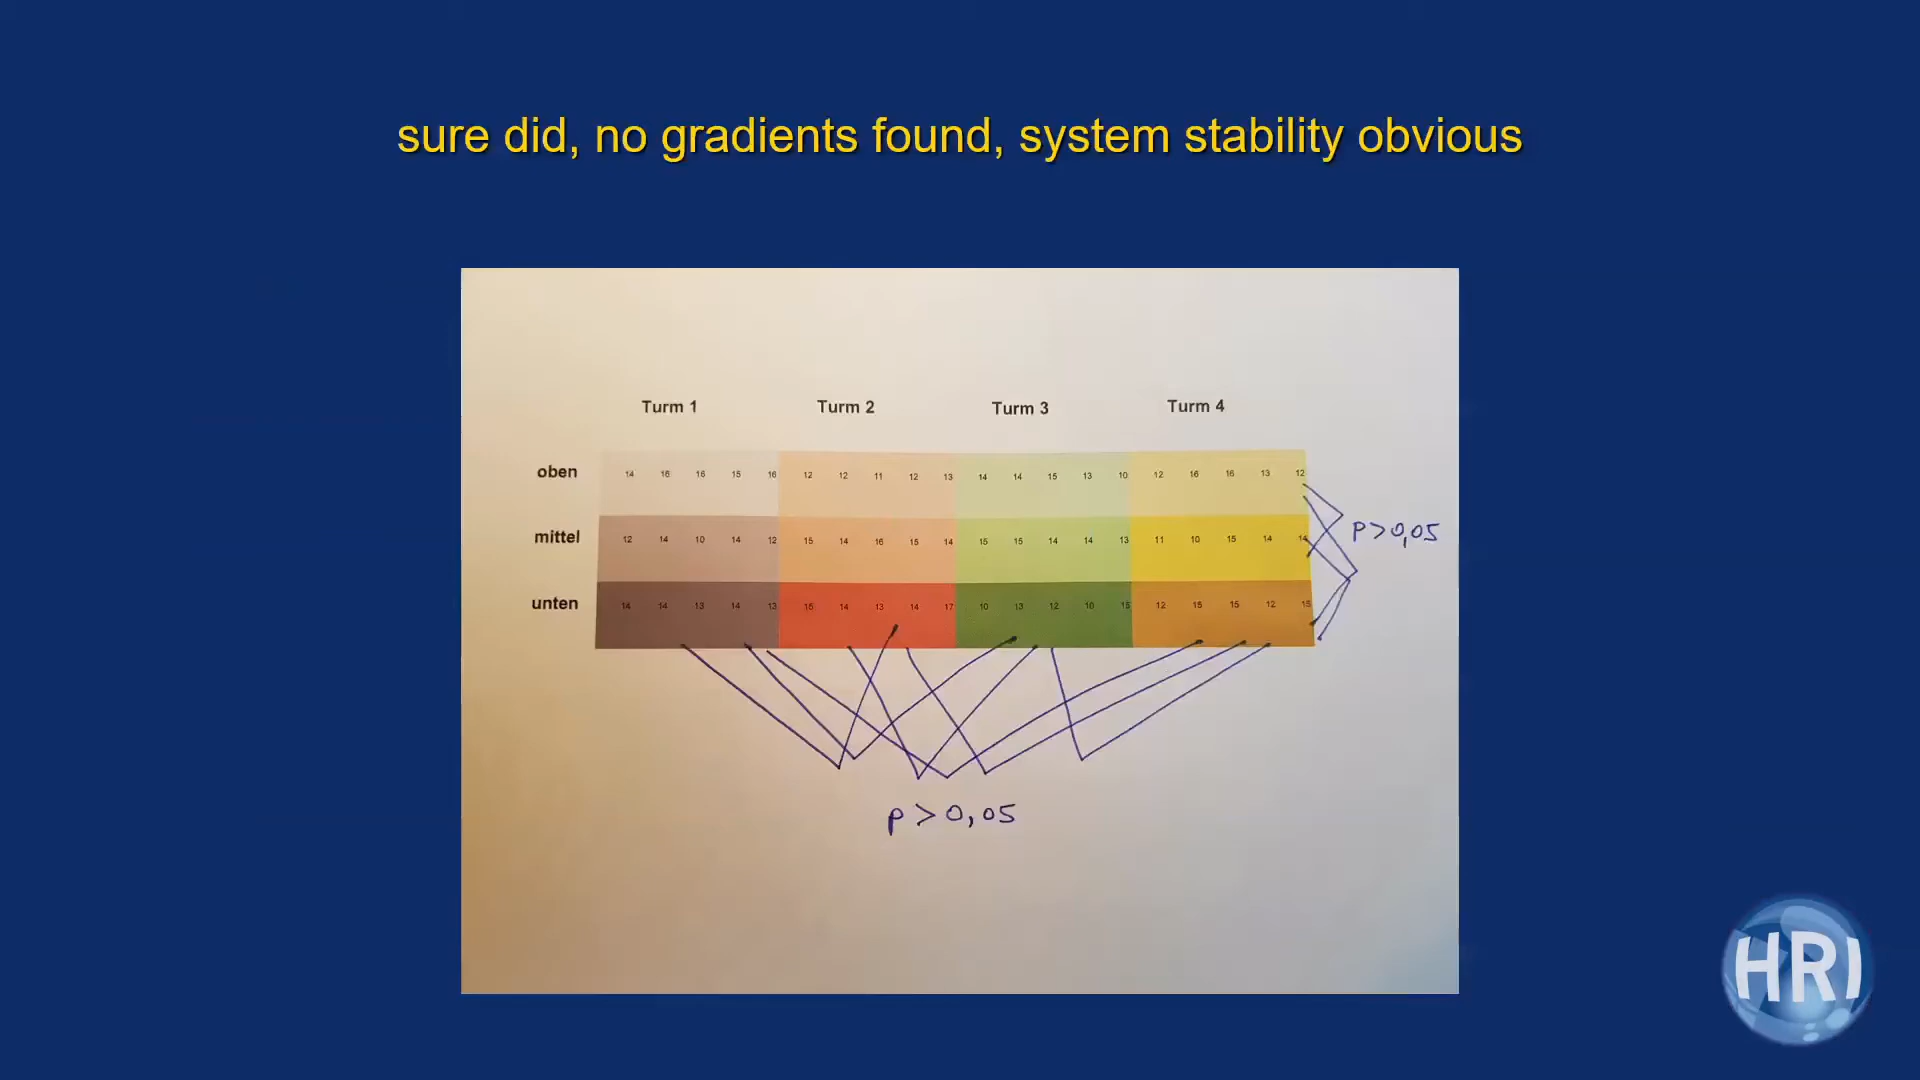 sure did, no gradients found, system stability obvious
Turm 1 Turm 2 Turm 3 Turm 4
oben 14 16 16 15 16 12 12 11 12 13 14 14 15 13 10 12 16 16 13 12
mittel 12 14 10 14 12 15 14 16 15 14 15 15 14 14 13 11 10 15 14 14
p>0,05
unten 14 14 13 14 13 16 14 13 14 17 10 13 12 10 15 12 15 15 12 15
p>0,05
HRI